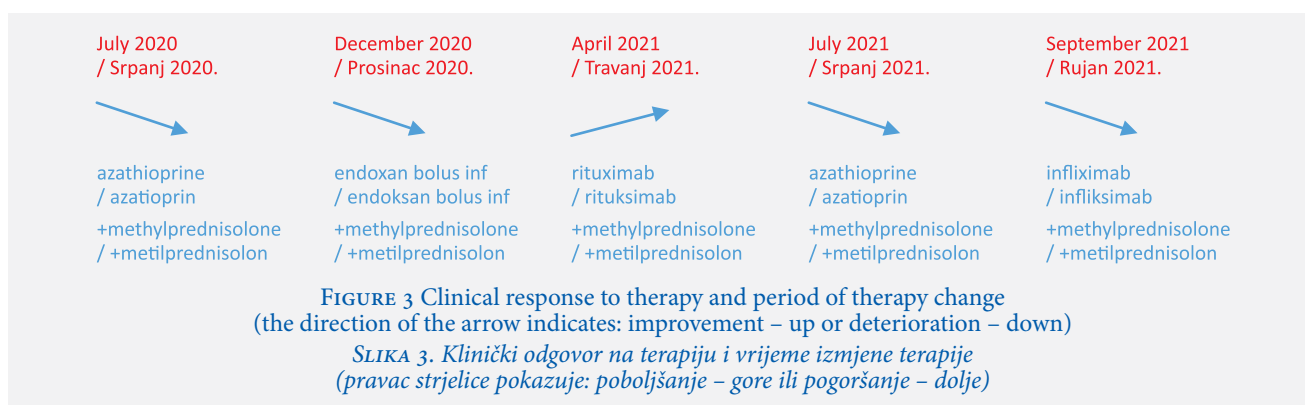 July 2020
/ Srpanj 2020.
December 2020
/ Prosinac 2020.
April 2021
/ Travanj 2021.
July 2021
/ Srpanj 2021.
September 2021
/ Rujan 2021.
azathioprine
/ azatioprin
+methylprednisolone
/ +metilprednisolon
endoxan bolus inf
/ endoksan bolus inf
+methylprednisolone
/ +metilprednisolon
rituximab
/ rituksimab
+methylprednisolone
/ +metilprednisolon
azathioprine
/ azatioprin
+methylprednisolone
/ +metilprednisolon
infliximab
/ infliksimab
+methylprednisolone
/ +metilprednisolon
Figure 3 Clinical response to therapy and period of therapy change
(the direction of the arrow indicates: improvement – up or deterioration – down)
Slika 3. Klinički odgovor na terapiju i vrijeme izmjene terapije
(pravac strjelice pokazuje: poboljšanje – gore ili pogoršanje – dolje)